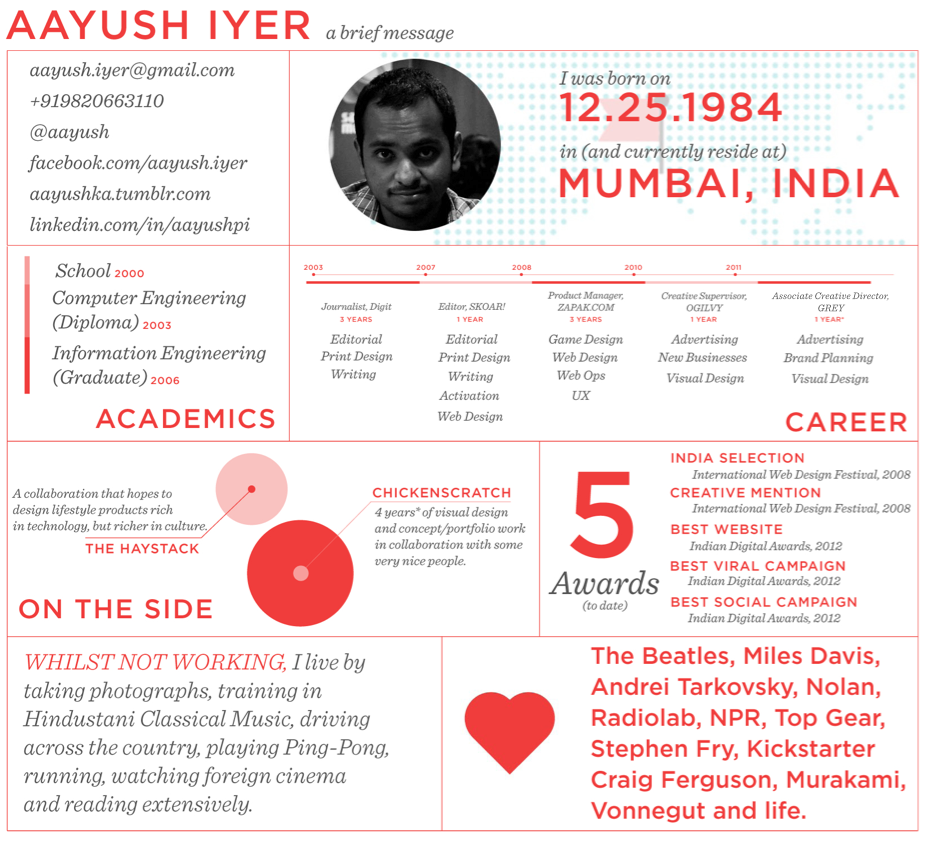 AAYUSH IYER a brief message
aayush.iyer@gmail.com
+919820663110
@aayush
facebook.com/aayush.iyer
aayushka.tumblr.com
linkedin.com/in/aayushpi
I was born on
12.25.1984
in (and currently reside at)
MUMBAI, INDIA
School 2000
Computer Engineering
(Diploma) 2003
Information Engineering
(Graduate) 2006
ACADEMICS
2003 2007 2008 2010 2011
Journalist, Digit
3 YEARS
Editorial
Print Design
Writing
Editor, SKOAR!
1 YEAR
Editorial
Print Design
Writing
Activation
Web Design
Product Manager,
ZAPAK.COM
3 YEARS
Game Design
Web Design
Web Ops
UX
Creative Supervisor,
OGILVY
1 YEAR
Advertising
New Businesses
Visual Design
Associate Creative Director,
GREY
1 YEAR*
Advertising
Brand Planning
Visual Design
CAREER
A collaboration that hopes to
design lifestyle products rich
in technology, but richer in culture.
THE HAYSTACK
CHICKENSCRATCH
4 years* of visual design
and concept/portfolio work
in collaboration with some
very nice people.
ON THE SIDE
5
Awards
(to date)
INDIA SELECTION
International Web Design Festival, 2008
CREATIVE MENTION
International Web Design Festival, 2008
BEST WEBSITE
Indian Digital Awards, 2012
BEST VIRAL CAMPAIGN
Indian Digital Awards, 2012
BEST SOCIAL CAMPAIGN
Indian Digital Awards, 2012
WHILST NOT WORKING, I live by
taking photographs, training in
Hindustani Classical Music, driving
across the country, playing Ping-Pong,
running, watching foreign cinema
and reading extensively.
The Beatles, Miles Davis,
Andrei Tarkovsky, Nolan,
Radiolab, NPR, Top Gear,
Stephen Fry, Kickstarter
Craig Ferguson, Murakami,
Vonnegut and life.